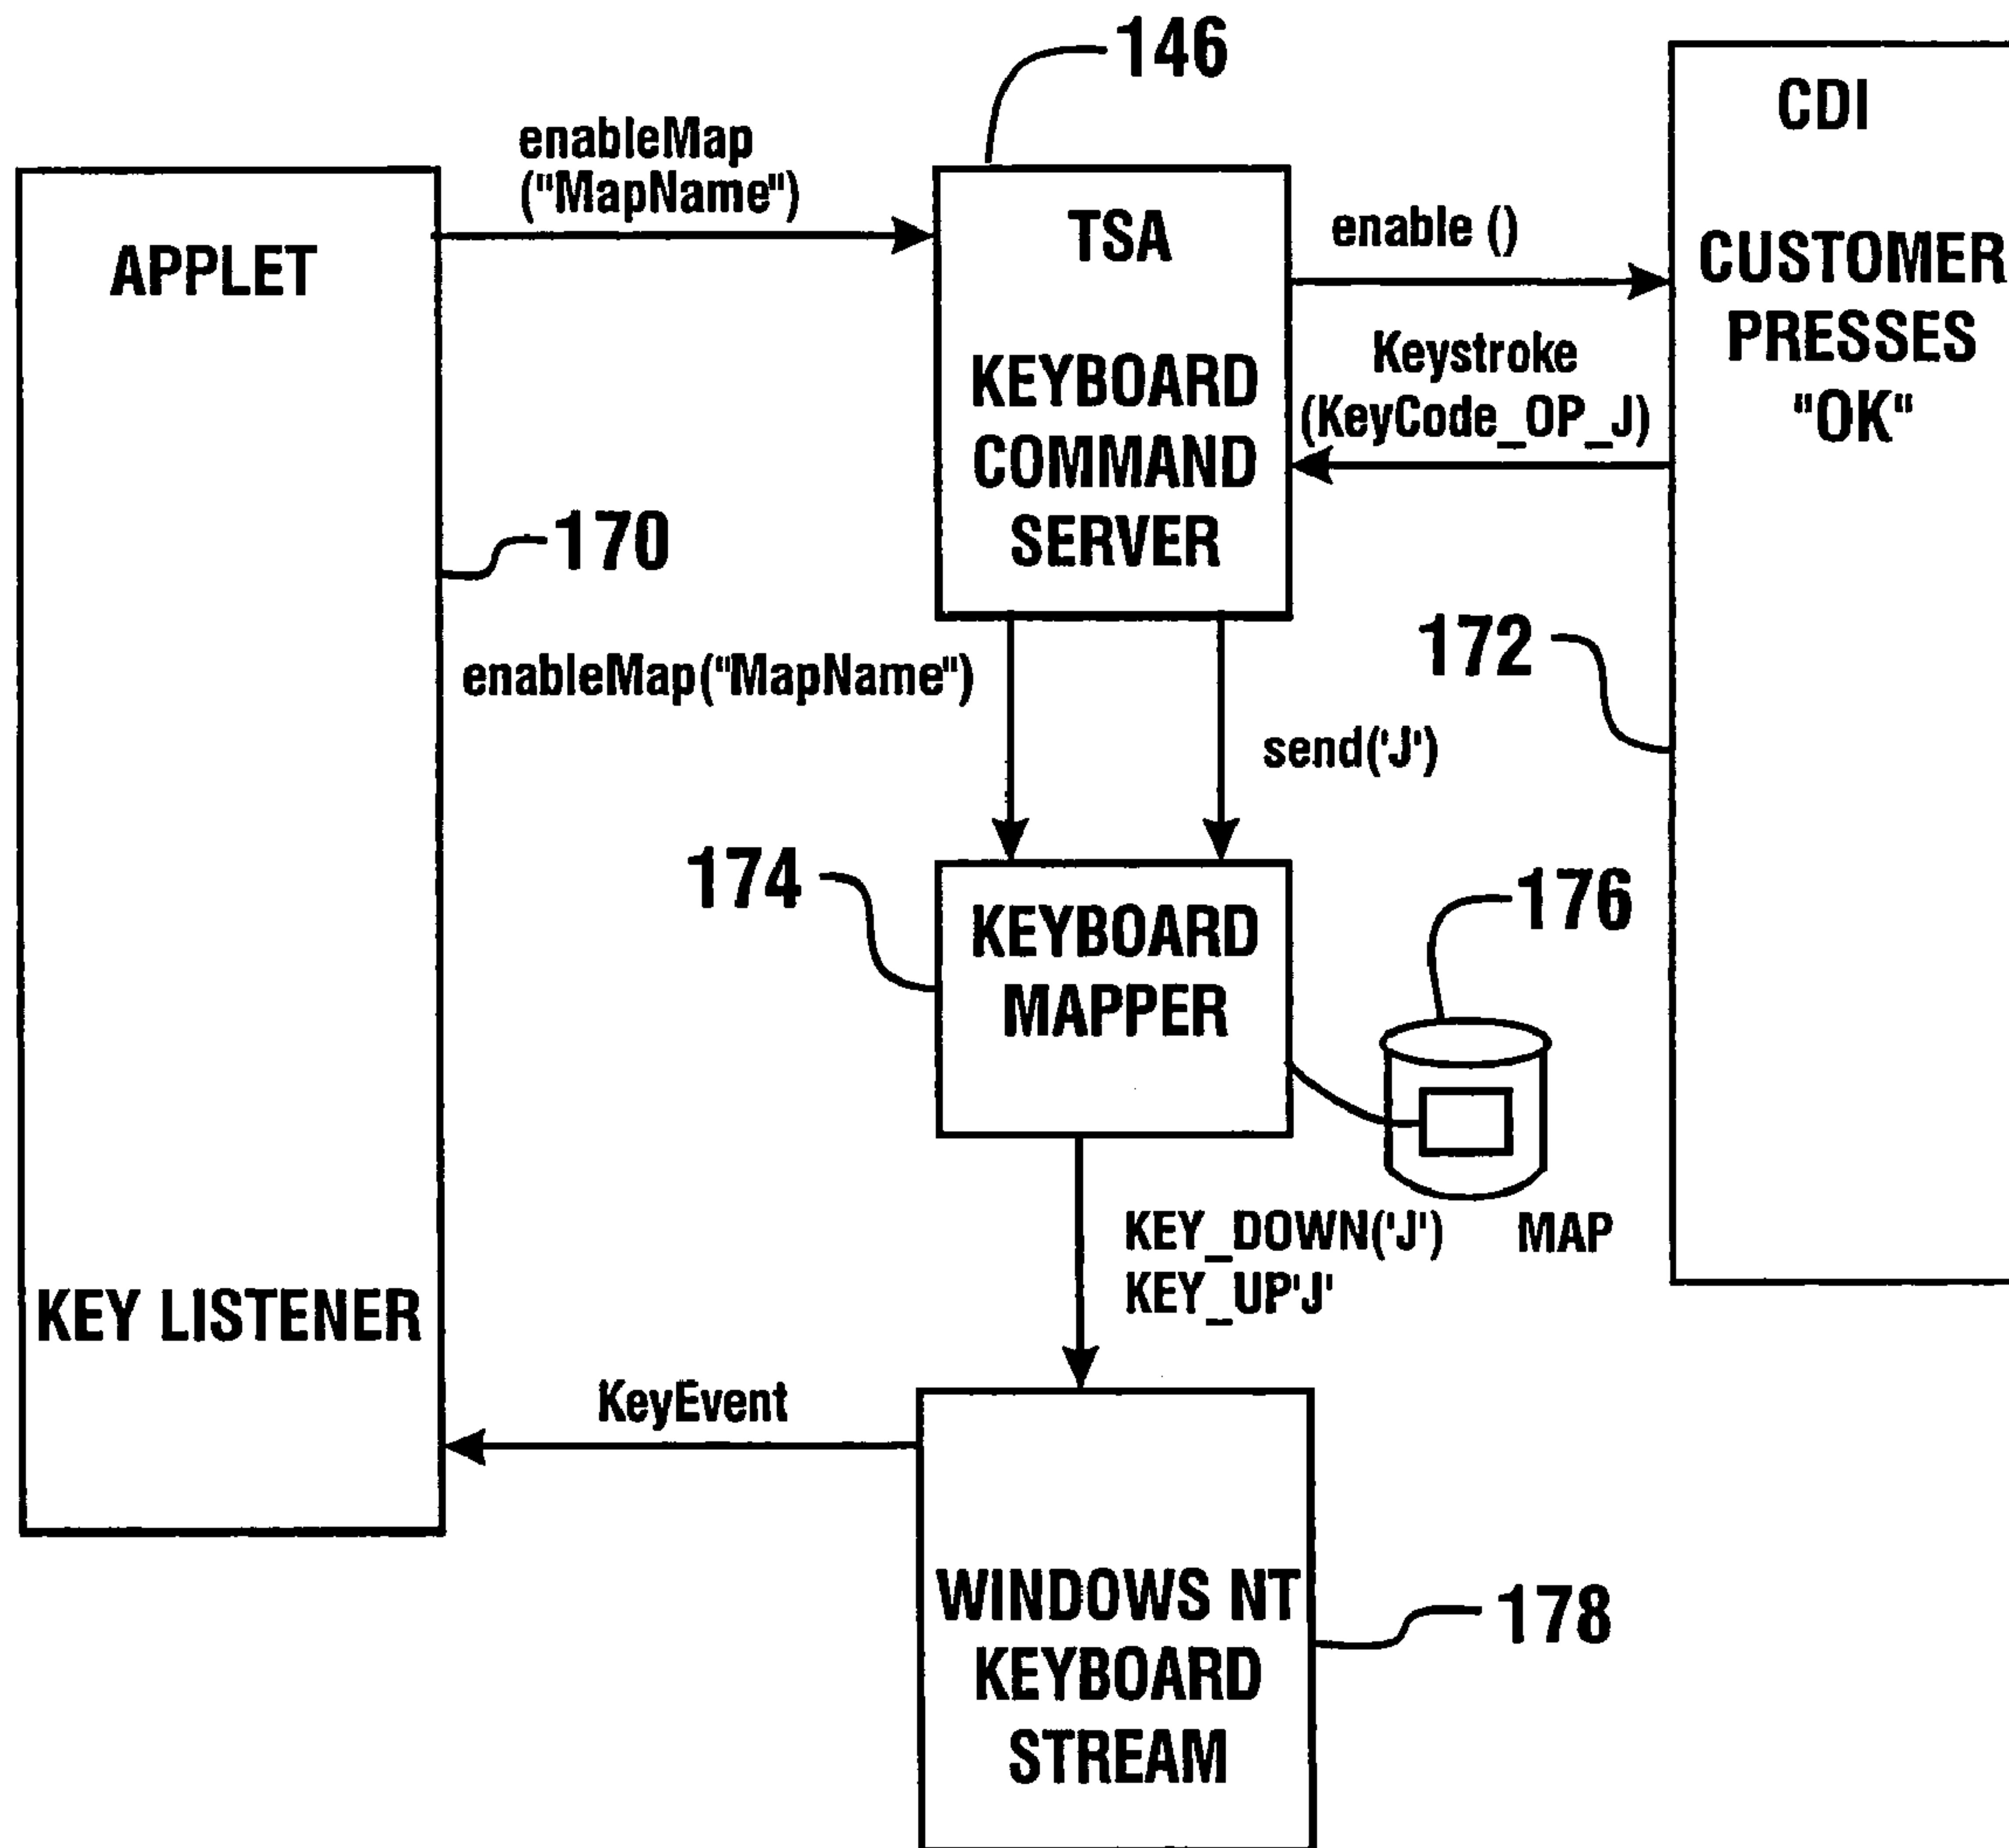 146
CDI
enableMap
("MapName")
APPLET
TSA
enable ()
CUSTOMER
PRESSES
"OK"
KEYBOARD
COMMAND
SERVER
Keystroke
(KeyCode_OP_J)
170
172
enableMap("MapName")
send('J')
174
KEYBOARD
MAPPER
176
KEY_DOWN('J')
KEY_UP'J'
MAP
KEY LISTENER
KeyEvent
WINDOWS NT
KEYBOARD
STREAM
178